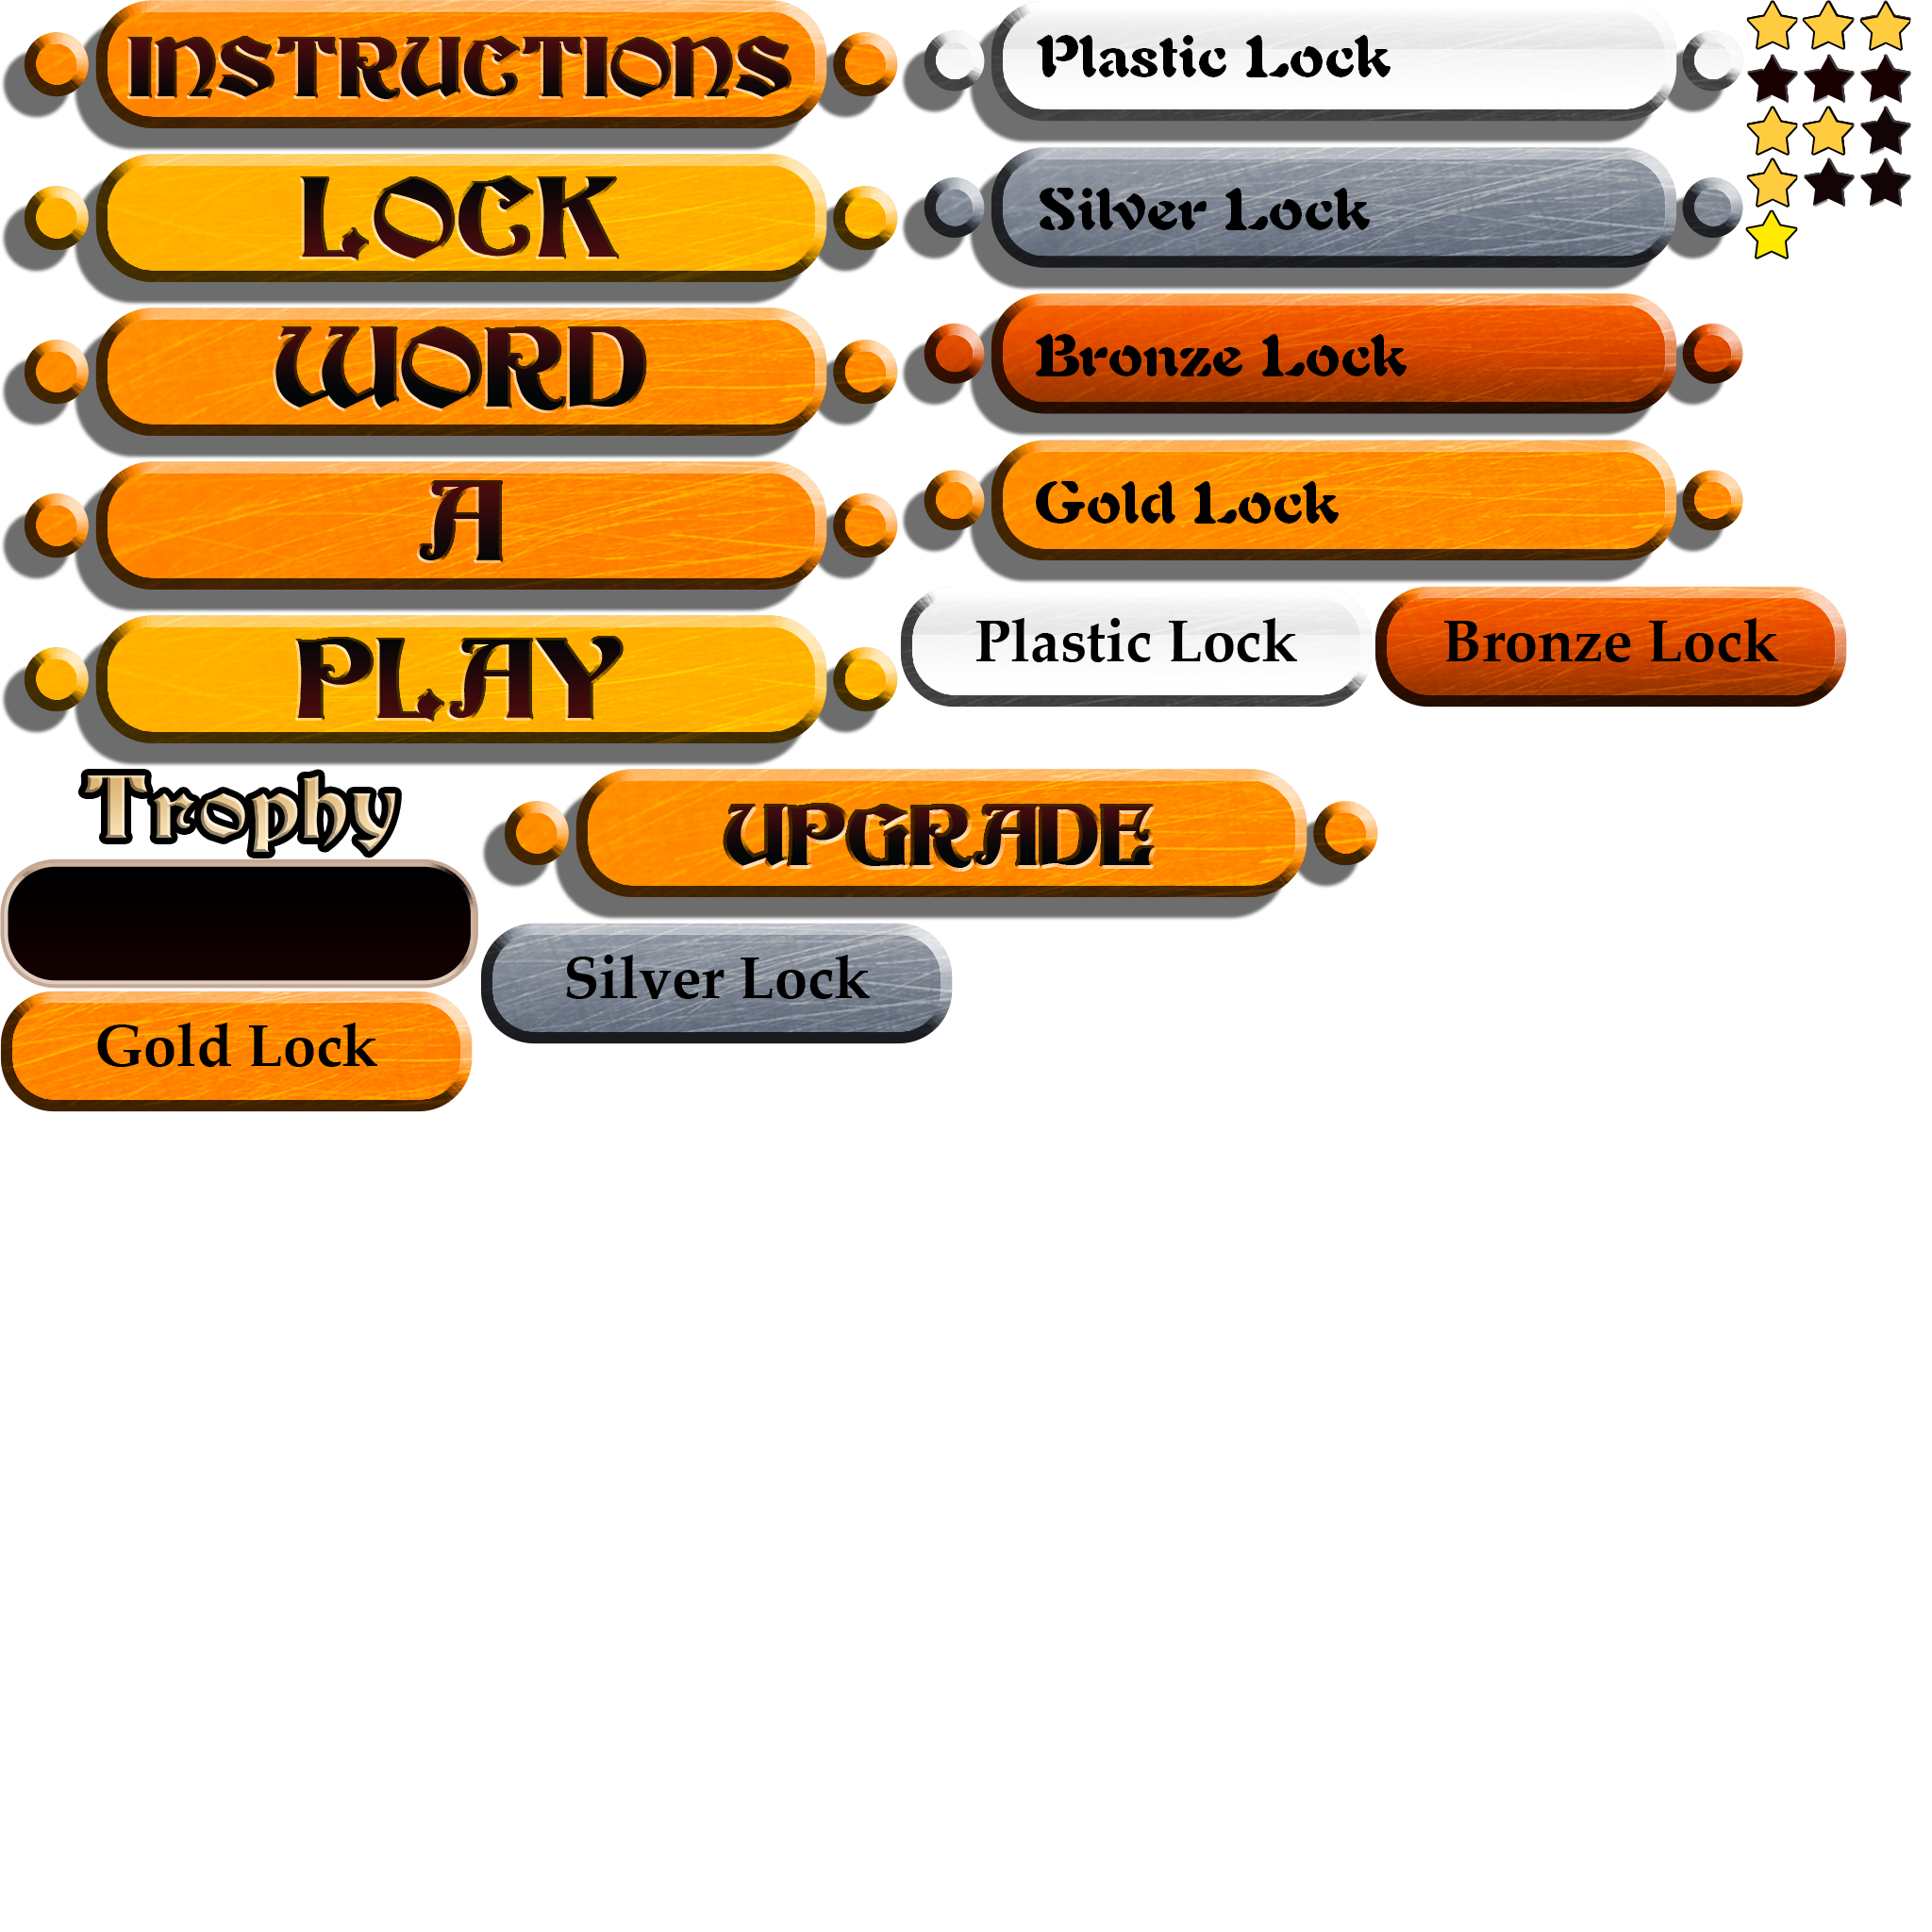 INSTRUCTIONS
LOCK
WORD
A
PLAY
Plastic Lock
Silver Lock
Bronze Lock
Gold Lock
Plastic Lock
Bronze Lock
Trophy
UPGRADE
Silver Lock
Gold Lock